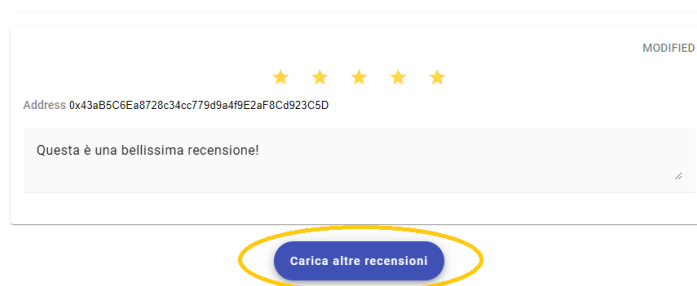 MODIFIED
Address 0x43aB5C6Ea8728c34cc779d9a4f9E2aF8Cd923C5D
Questa è una bellissima recensione!
Carica altre recensioni